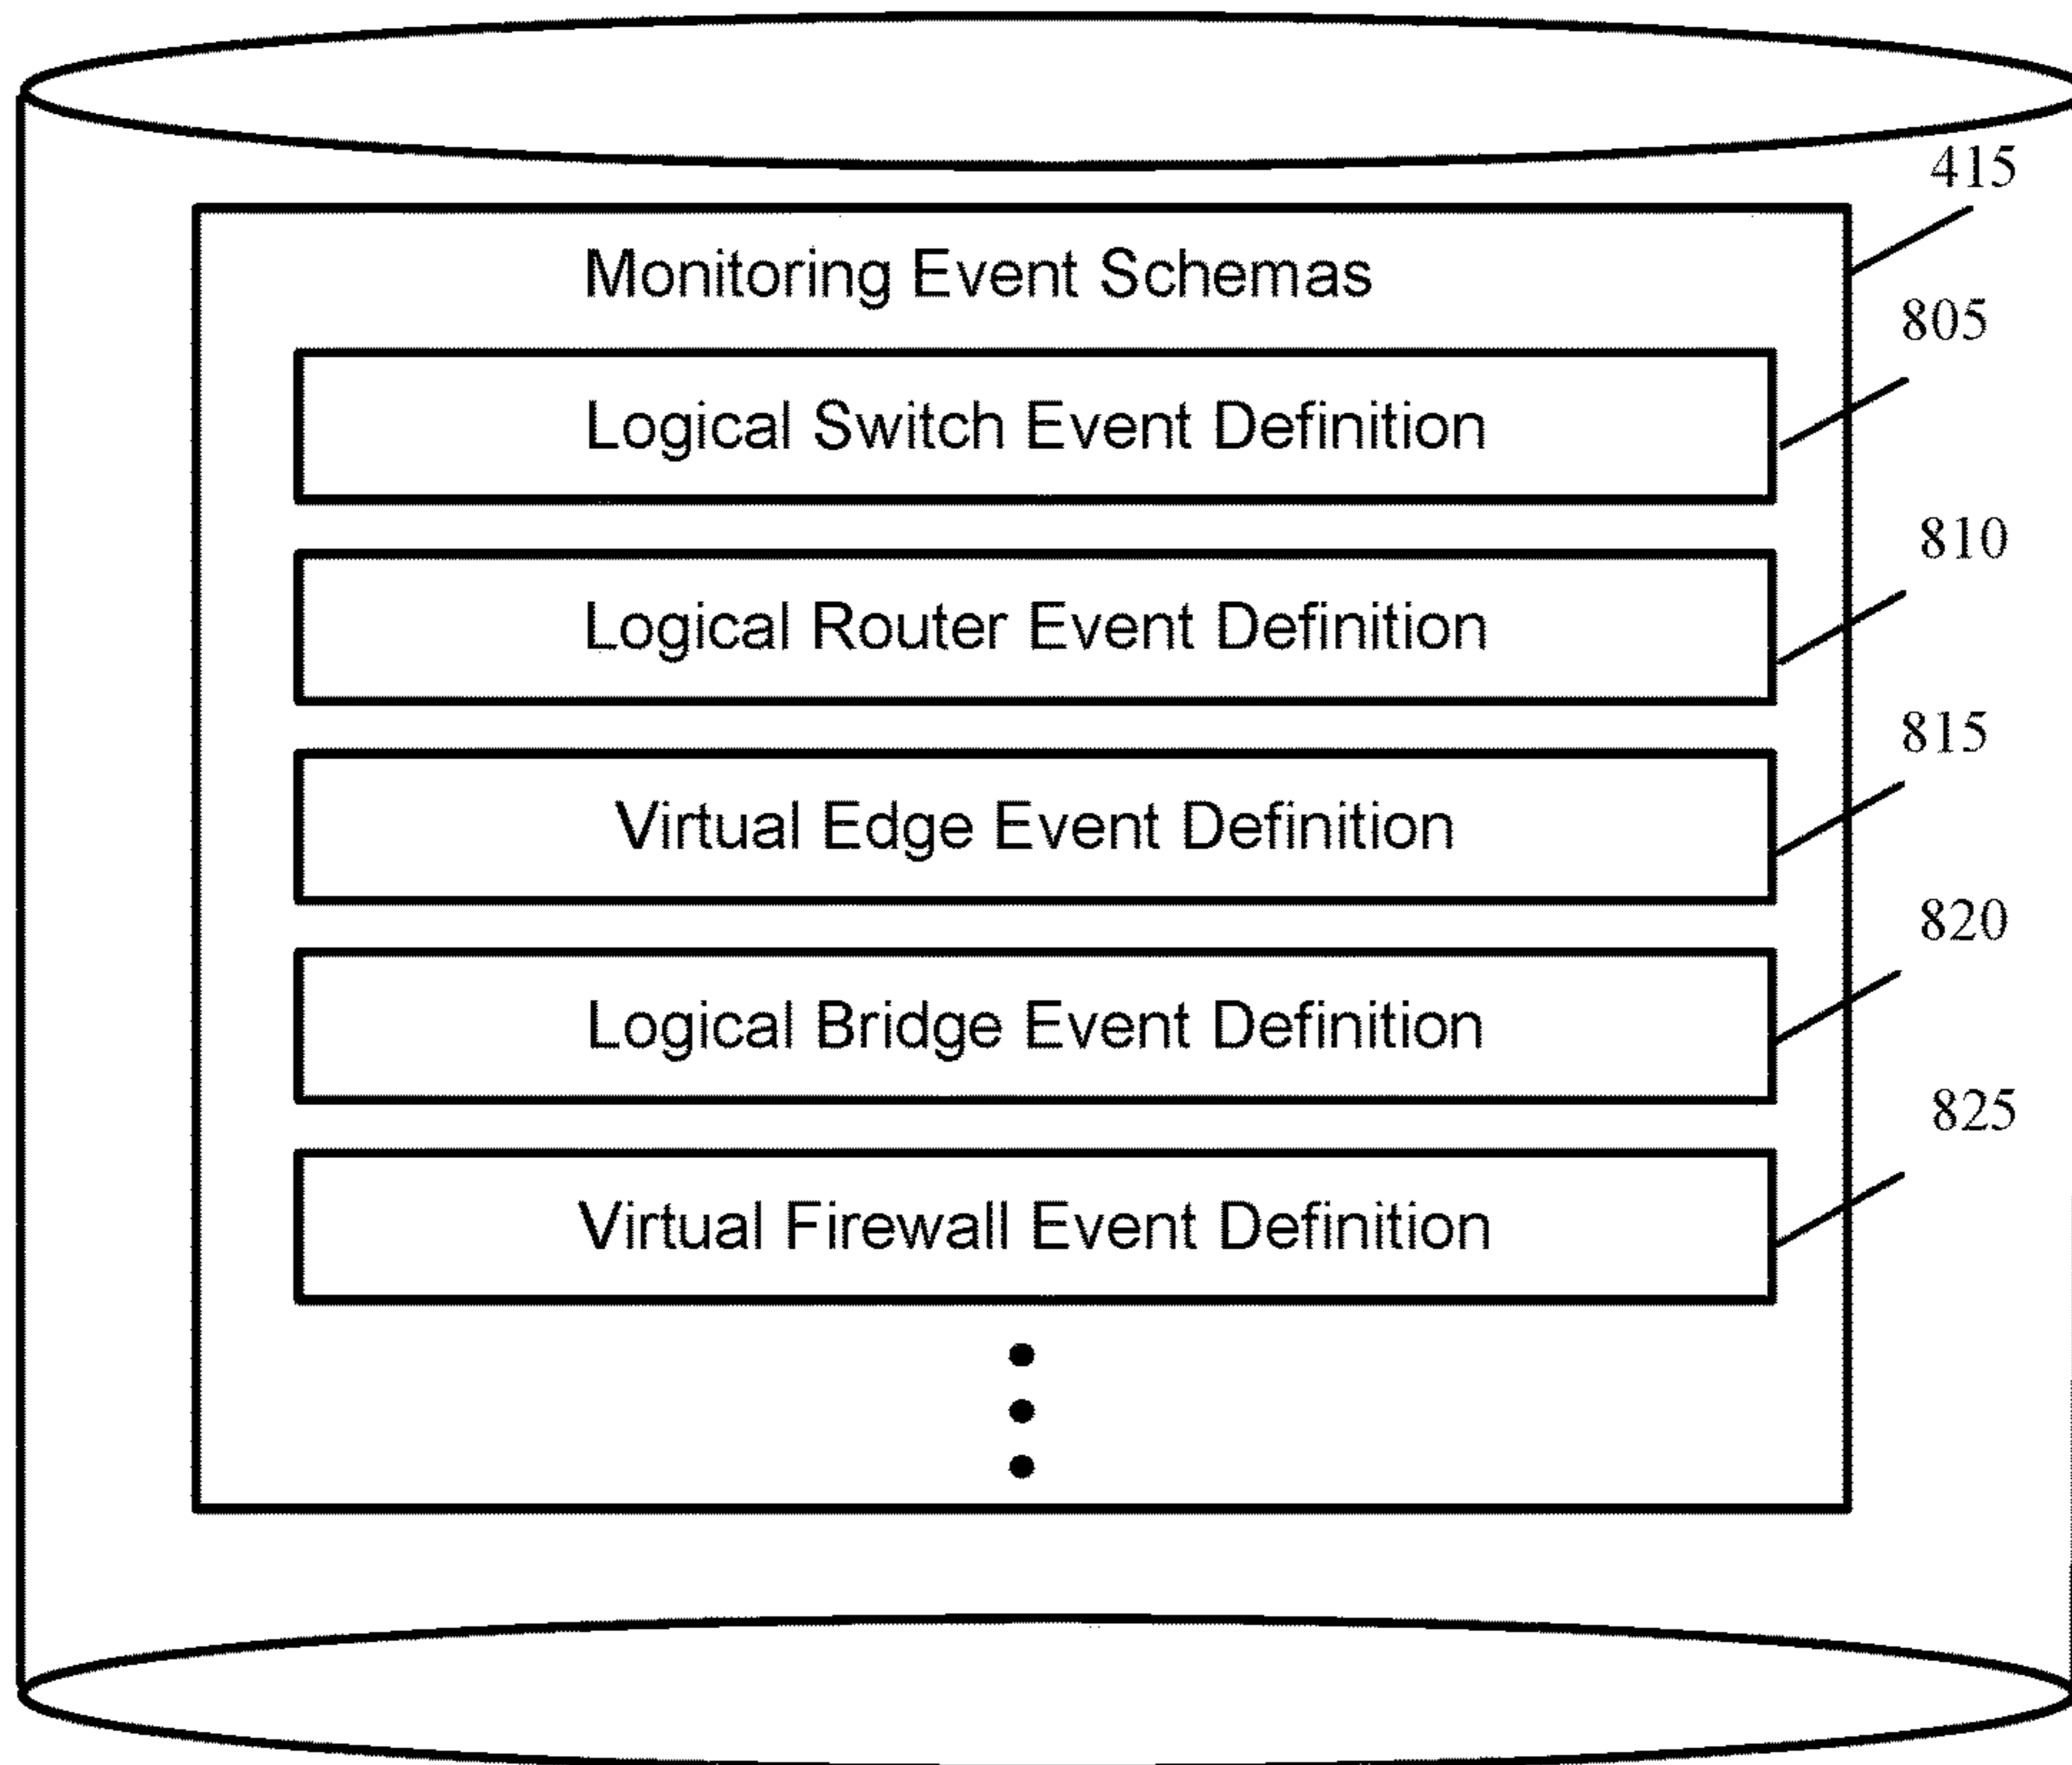 415
Monitoring Event Schemas
805
Logical Switch Event Definition
810
Logical Router Event Definition
815
Virtual Edge Event Definition
820
Logical Bridge Event Definition
825
Virtual Firewall Event Definition